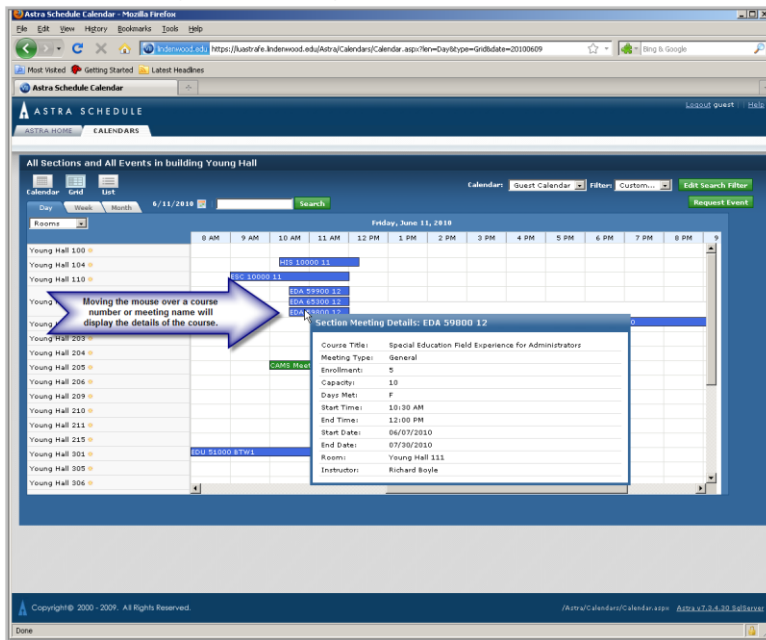 Astra Schedule Calendar - Mozilla Firefox
File Edit View History Bookmarks Tools Help
lindenwood.edu https://luastrafe.lindenwood.edu/Astra/Calendars/Calendar.aspx?len=Day&type=Grid&date=20100609
Bing & Google
Most Visited Getting Started Latest Headlines
Astra Schedule Calendar
ASTRA SCHEDULE
Logout guest | Help
ASTRA HOME CALENDARS
All Sections and All Events in building Young Hall
Calendar Grid List
Calendar: Guest Calendar Filter: Custom... Edit Search Filter
Day Week Month 6/11/2010 Search Request Event
Rooms Friday, June 11, 2010
8 AM 9 AM 10 AM 11 AM 12 PM 1 PM 2 PM 3 PM 4 PM 5 PM 6 PM 7 PM 8 PM 9
Young Hall 100
Young Hall 104 HIS 10000 11
Young Hall 110 ESC 10000 11
EDA 59900 12
Young EDA 65300 12
EDA 59800 12
Moving the mouse over a course
number or meeting name will
display the details of the course.
Young 0
Young Hall 203
Young Hall 204
Young Hall 205 CAMS Meet
Young Hall 206
Young Hall 209
Young Hall 210
Young Hall 211
Young Hall 215
Young Hall 301 EDU 51000 BTW1
Young Hall 305
Young Hall 306
Section Meeting Details: EDA 59800 12
Course Title: Special Education Field Experience for Administrators
Meeting Type: General
Enrollment: 5
Capacity: 10
Days Met: F
Start Time: 10:30 AM
End Time: 12:00 PM
Start Date: 06/07/2010
End Date: 07/30/2010
Room: Young Hall 111
Instructor: Richard Boyle
Copyright© 2000 - 2009. All Rights Reserved.
/Astra/Calendars/Calendar.aspx Astra v7.3.4.30 SqlServer
Done